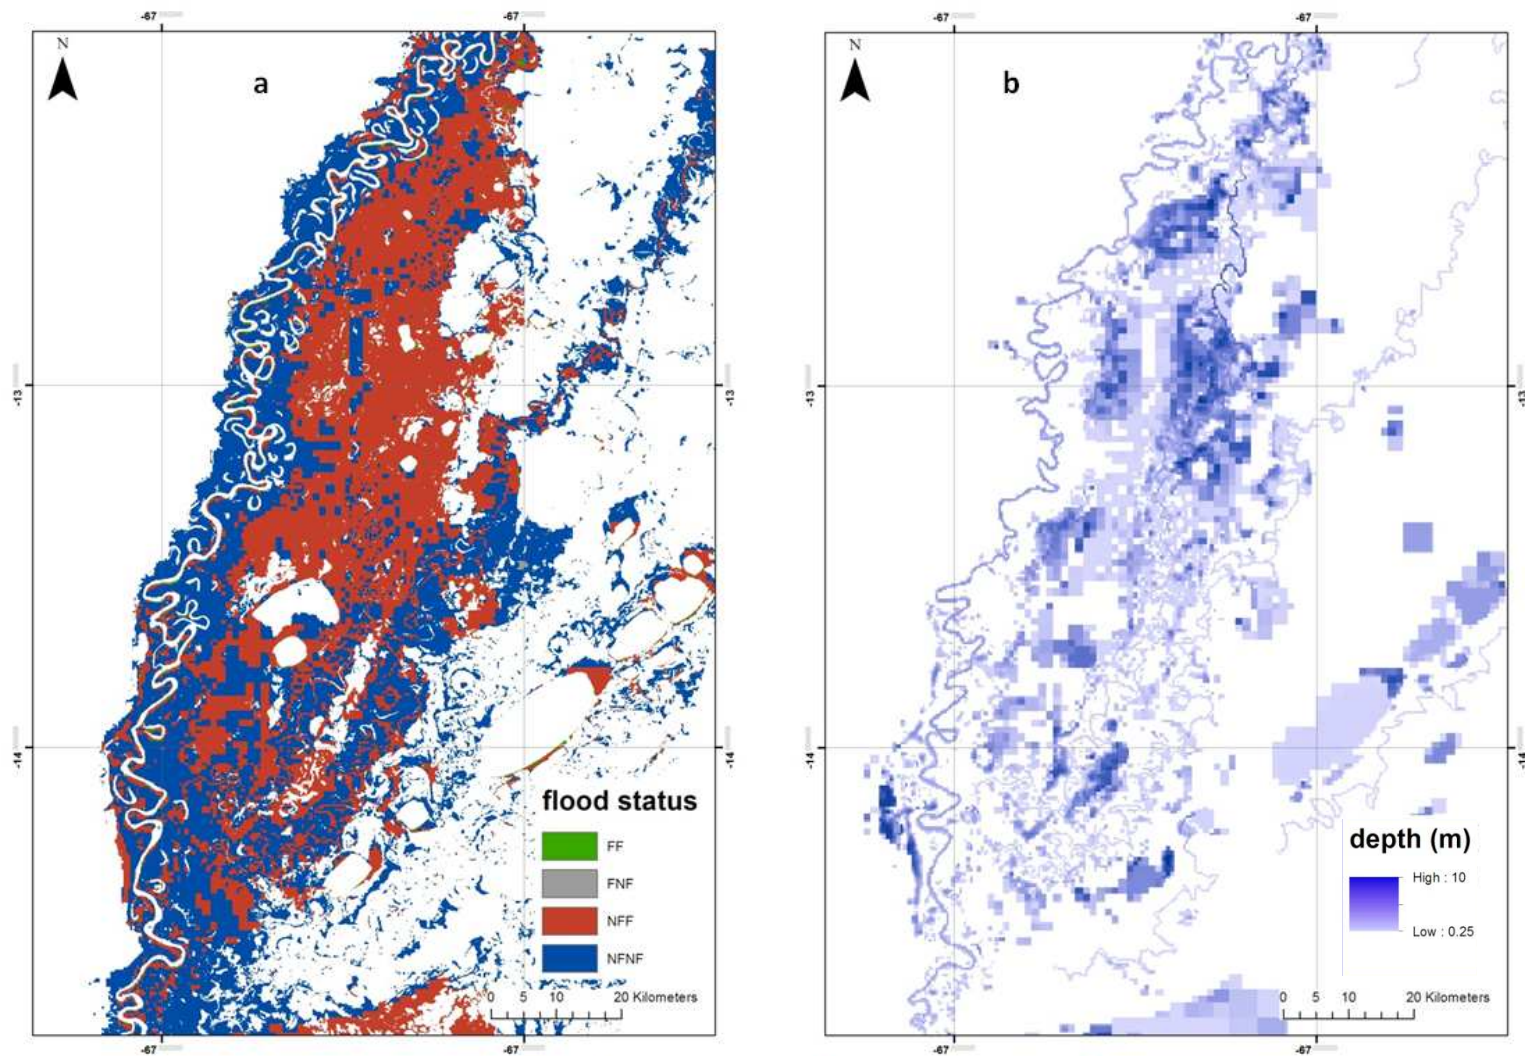 -67 -67 -67 -67
N
a
N
b
-13 -13 -13 -13
-14 -14 -14 -14
flood status
FF
FNF
NFF
NFNF
0 5 10 20 Kilometers
depth (m)
High : 10
Low : 0.25
0 5 10 20 Kilometers
-67 -67 -67 -67